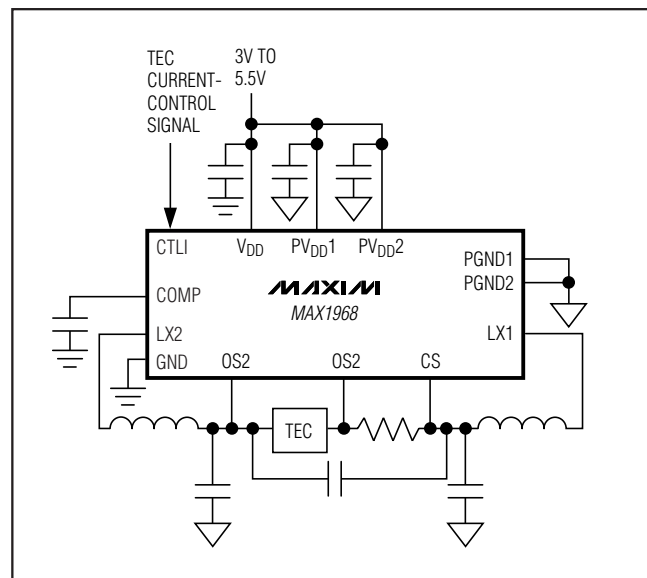 TEC
CURRENT-
CONTROL
SIGNAL
3V TO
5.5V
CTLI
VDD
PVDD1
PVDD2
PGND1
PGND2
COMP
MAXIM
MAX1968
LX2
LX1
GND
OS2
OS2
CS
TEC